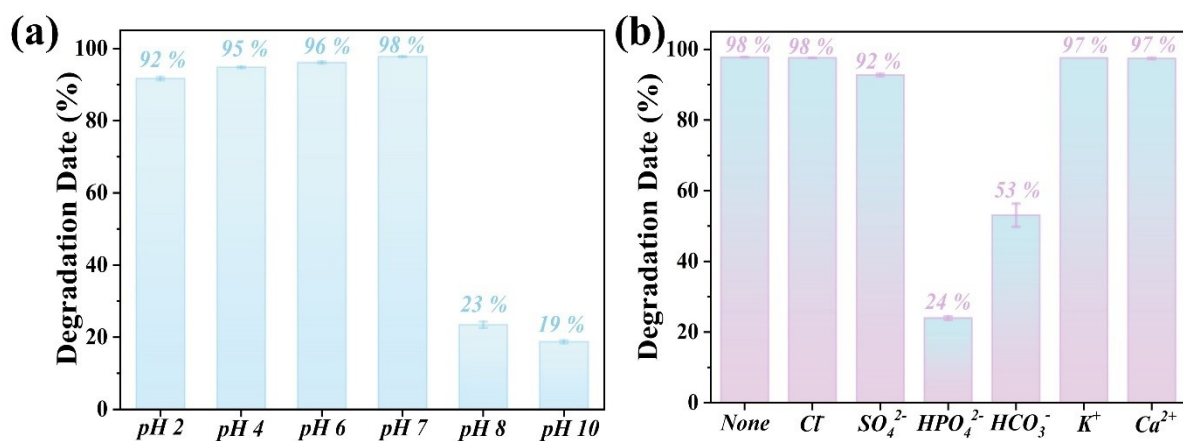 (a)
Degradation Date (%)
100
80
60
40
20
0
92 %
95 %
96 %
98 %
23 %
19 %
pH 2
pH 4
pH 6
pH 7
pH 8
pH 10
(b)
Degradation Date (%)
100
80
60
40
20
0
98 %
98 %
92 %
24 %
53 %
97 %
97 %
None
Cl⁻
SO₄²⁻
HPO₄²⁻
HCO₃⁻
K⁺
Ca²⁺